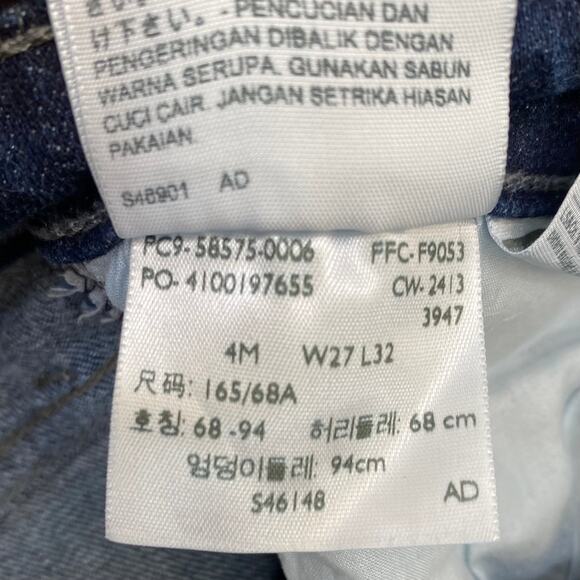 け下さい。- PENCUCIAN DAN
PENGERINGAN DIBALIK DENGAN
WARNA SERUPA. GUNAKAN SABUN
CUCI CAIR. JANGAN SETRIKA HIASAN
PAKAIAN.
S46901 AD
PC9-58575-0006 FFC-F9053
PO-4100197655 CW-2413
3947
4M W27 L32
尺码: 165/68A
호칭: 68-94 허리둘레: 68 cm
엉덩이둘레: 94cm
S46148 AD